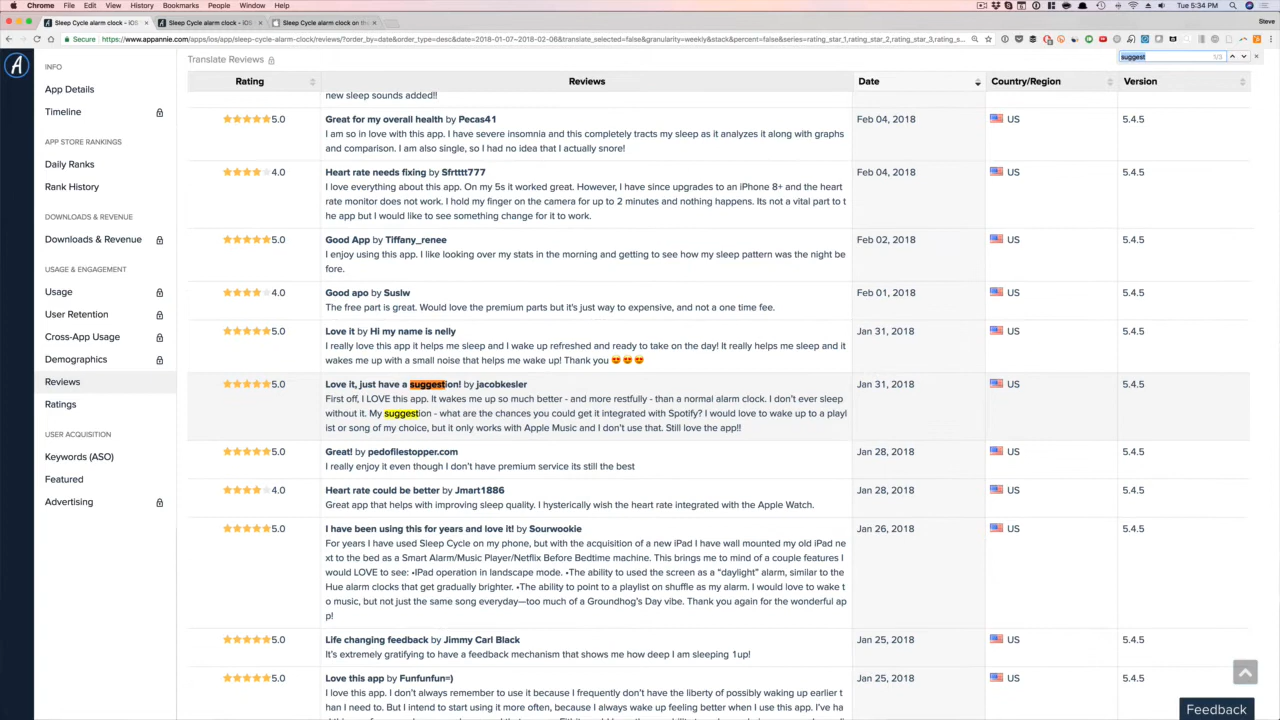 Chrome File Edit View History Bookmarks People Window Help
Tue 5:34 PM
Sleep Cycle alarm clock - iOS
Sleep Cycle alarm clock - iOS
Sleep Cycle alarm clock on the
Steve
Secure https://www.appannie.com/apps/ios/app/sleep-cycle-alarm-clock/reviews/?order_by=date&order_type=desc&date=2018-01-07~2018-02-06&translate_selected=false&granularity=weekly&stack&percent=false&series=rating_star_1,rating_star_2,rating_star_3,rating_s...
suggest 1/3
INFO
App Details
Timeline
APP STORE RANKINGS
Daily Ranks
Rank History
DOWNLOADS & REVENUE
Downloads & Revenue
USAGE & ENGAGEMENT
Usage
User Retention
Cross-App Usage
Demographics
Reviews
Ratings
USER ACQUISITION
Keywords (ASO)
Featured
Advertising
Translate Reviews
Rating Reviews Date Country/Region Version
new sleep sounds added!!
5.0 Great for my overall health by Pecas41 Feb 04, 2018 US 5.4.5
I am so in love with this app. I have severe insomnia and this completely tracts my sleep as it analyzes it along with graphs
and comparison. I am also single, so I had no idea that I actually snore!
4.0 Heart rate needs fixing by Sfrtttt777 Feb 04, 2018 US 5.4.5
I love everything about this app. On my 5s it worked great. However, I have since upgrades to an iPhone 8+ and the heart
rate monitor does not work. I hold my finger on the camera for up to 2 minutes and nothing happens. Its not a vital part to t
he app but I would like to see something change for it to work.
5.0 Good App by Tiffany_renee Feb 02, 2018 US 5.4.5
I enjoy using this app. I like looking over my stats in the morning and getting to see how my sleep pattern was the night be
fore.
4.0 Good apo by Suslw Feb 01, 2018 US 5.4.5
The free part is great. Would love the premium parts but it's just way to expensive, and not a one time fee.
5.0 Love it by Hi my name is nelly Jan 31, 2018 US 5.4.5
I really love this app it helps me sleep and I wake up refreshed and ready to take on the day! It really helps me sleep and it
wakes me up with a small noise that helps me wake up! Thank you 😍 😍 😍
5.0 Love it, just have a suggestion! by jacobkesler Jan 31, 2018 US 5.4.5
First off, I LOVE this app. It wakes me up so much better - and more restfully - than a normal alarm clock. I don't ever sleep
without it. My suggestion - what are the chances you could get it integrated with Spotify? I would love to wake up to a playl
ist or song of my choice, but it only works with Apple Music and I don't use that. Still love the app!!
5.0 Great! by pedofilestopper.com Jan 28, 2018 US 5.4.5
I really enjoy it even though I don't have premium service its still the best
4.0 Heart rate could be better by Jmart1886 Jan 28, 2018 US 5.4.5
Great app that helps with improving sleep quality. I hysterically wish the heart rate integrated with the Apple Watch.
5.0 I have been using this for years and love it! by Sourwookie Jan 26, 2018 US 5.4.5
For years I have used Sleep Cycle on my phone, but with the acquisition of a new iPad I have wall mounted my old iPad ne
xt to the bed as a Smart Alarm/Music Player/Netflix Before Bedtime machine. This brings me to mind of a couple features I
would LOVE to see: •IPad operation in landscape mode. •The ability to used the screen as a "daylight" alarm, similar to the
Hue alarm clocks that get gradually brighter. •The ability to point to a playlist on shuffle as my alarm. I would love to wake t
o music, but not just the same song everyday—too much of a Groundhog's Day vibe. Thank you again for the wonderful ap
p!
5.0 Life changing feedback by Jimmy Carl Black Jan 25, 2018 US 5.4.5
It's extremely gratifying to have a feedback mechanism that shows me how deep I am sleeping 1up!
5.0 Love this app by Funfunfun=) Jan 25, 2018 US 5.4.5
I love this app. I don't always remember to use it because I frequently don't have the liberty of possibly waking up earlier t
han I need to. But I intend to start using it more often, because I always wake up feeling better when I use this app. I've ha
Feedback